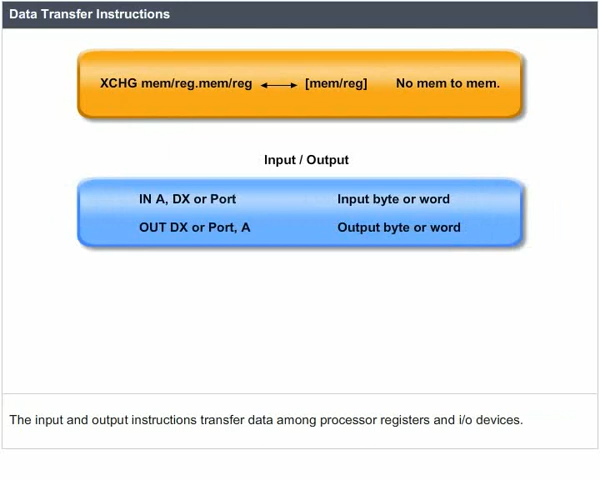 Data Transfer Instructions
XCHG mem/reg.mem/reg ⟷ [mem/reg] No mem to mem.
Input / Output
IN A, DX or Port Input byte or word
OUT DX or Port, A Output byte or word
The input and output instructions transfer data among processor registers and i/o devices.